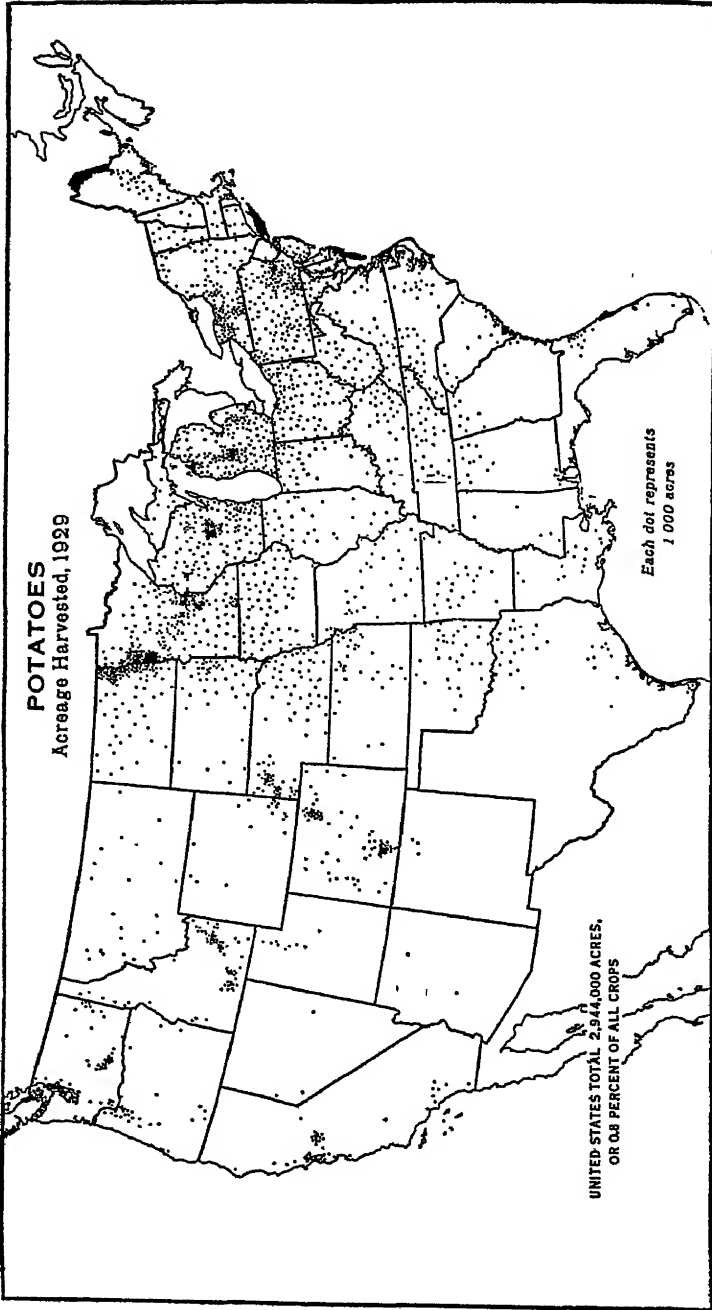 POTATOES
Acreage Harvested, 1929
Each dot represents
1 000 acres
UNITED STATES TOTAL 2,944,000 ACRES,
OR 0.8 PERCENT OF ALL CROPS